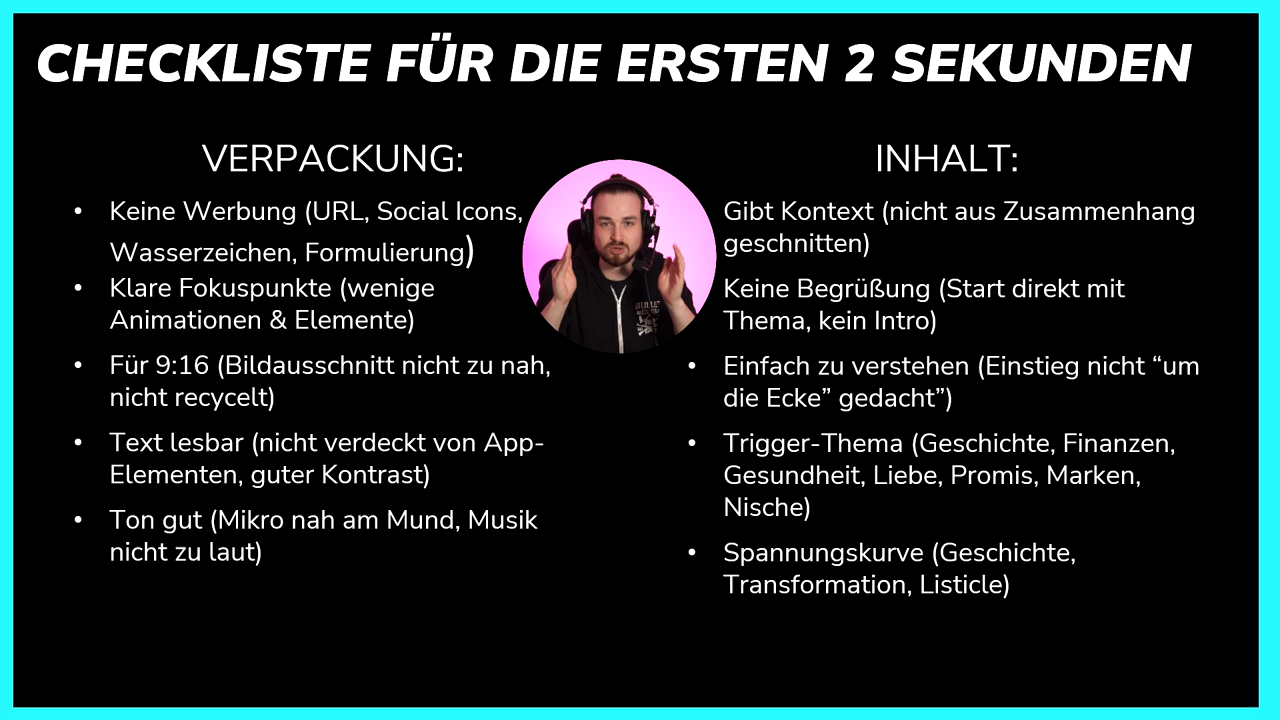 CHECKLISTE FÜR DIE ERSTEN 2 SEKUNDEN
VERPACKUNG:
• Keine Werbung (URL, Social Icons,
Wasserzeichen, Formulierung)
• Klare Fokuspunkte (wenige
Animationen & Elemente)
• Für 9:16 (Bildausschnitt nicht zu nah,
nicht recycelt)
• Text lesbar (nicht verdeckt von App-
Elementen, guter Kontrast)
• Ton gut (Mikro nah am Mund, Musik
nicht zu laut)
INHALT:
Gibt Kontext (nicht aus Zusammenhang
geschnitten)
Keine Begrüßung (Start direkt mit
Thema, kein Intro)
• Einfach zu verstehen (Einstieg nicht “um
die Ecke” gedacht”)
• Trigger-Thema (Geschichte, Finanzen,
Gesundheit, Liebe, Promis, Marken,
Nische)
• Spannungskurve (Geschichte,
Transformation, Listicle)